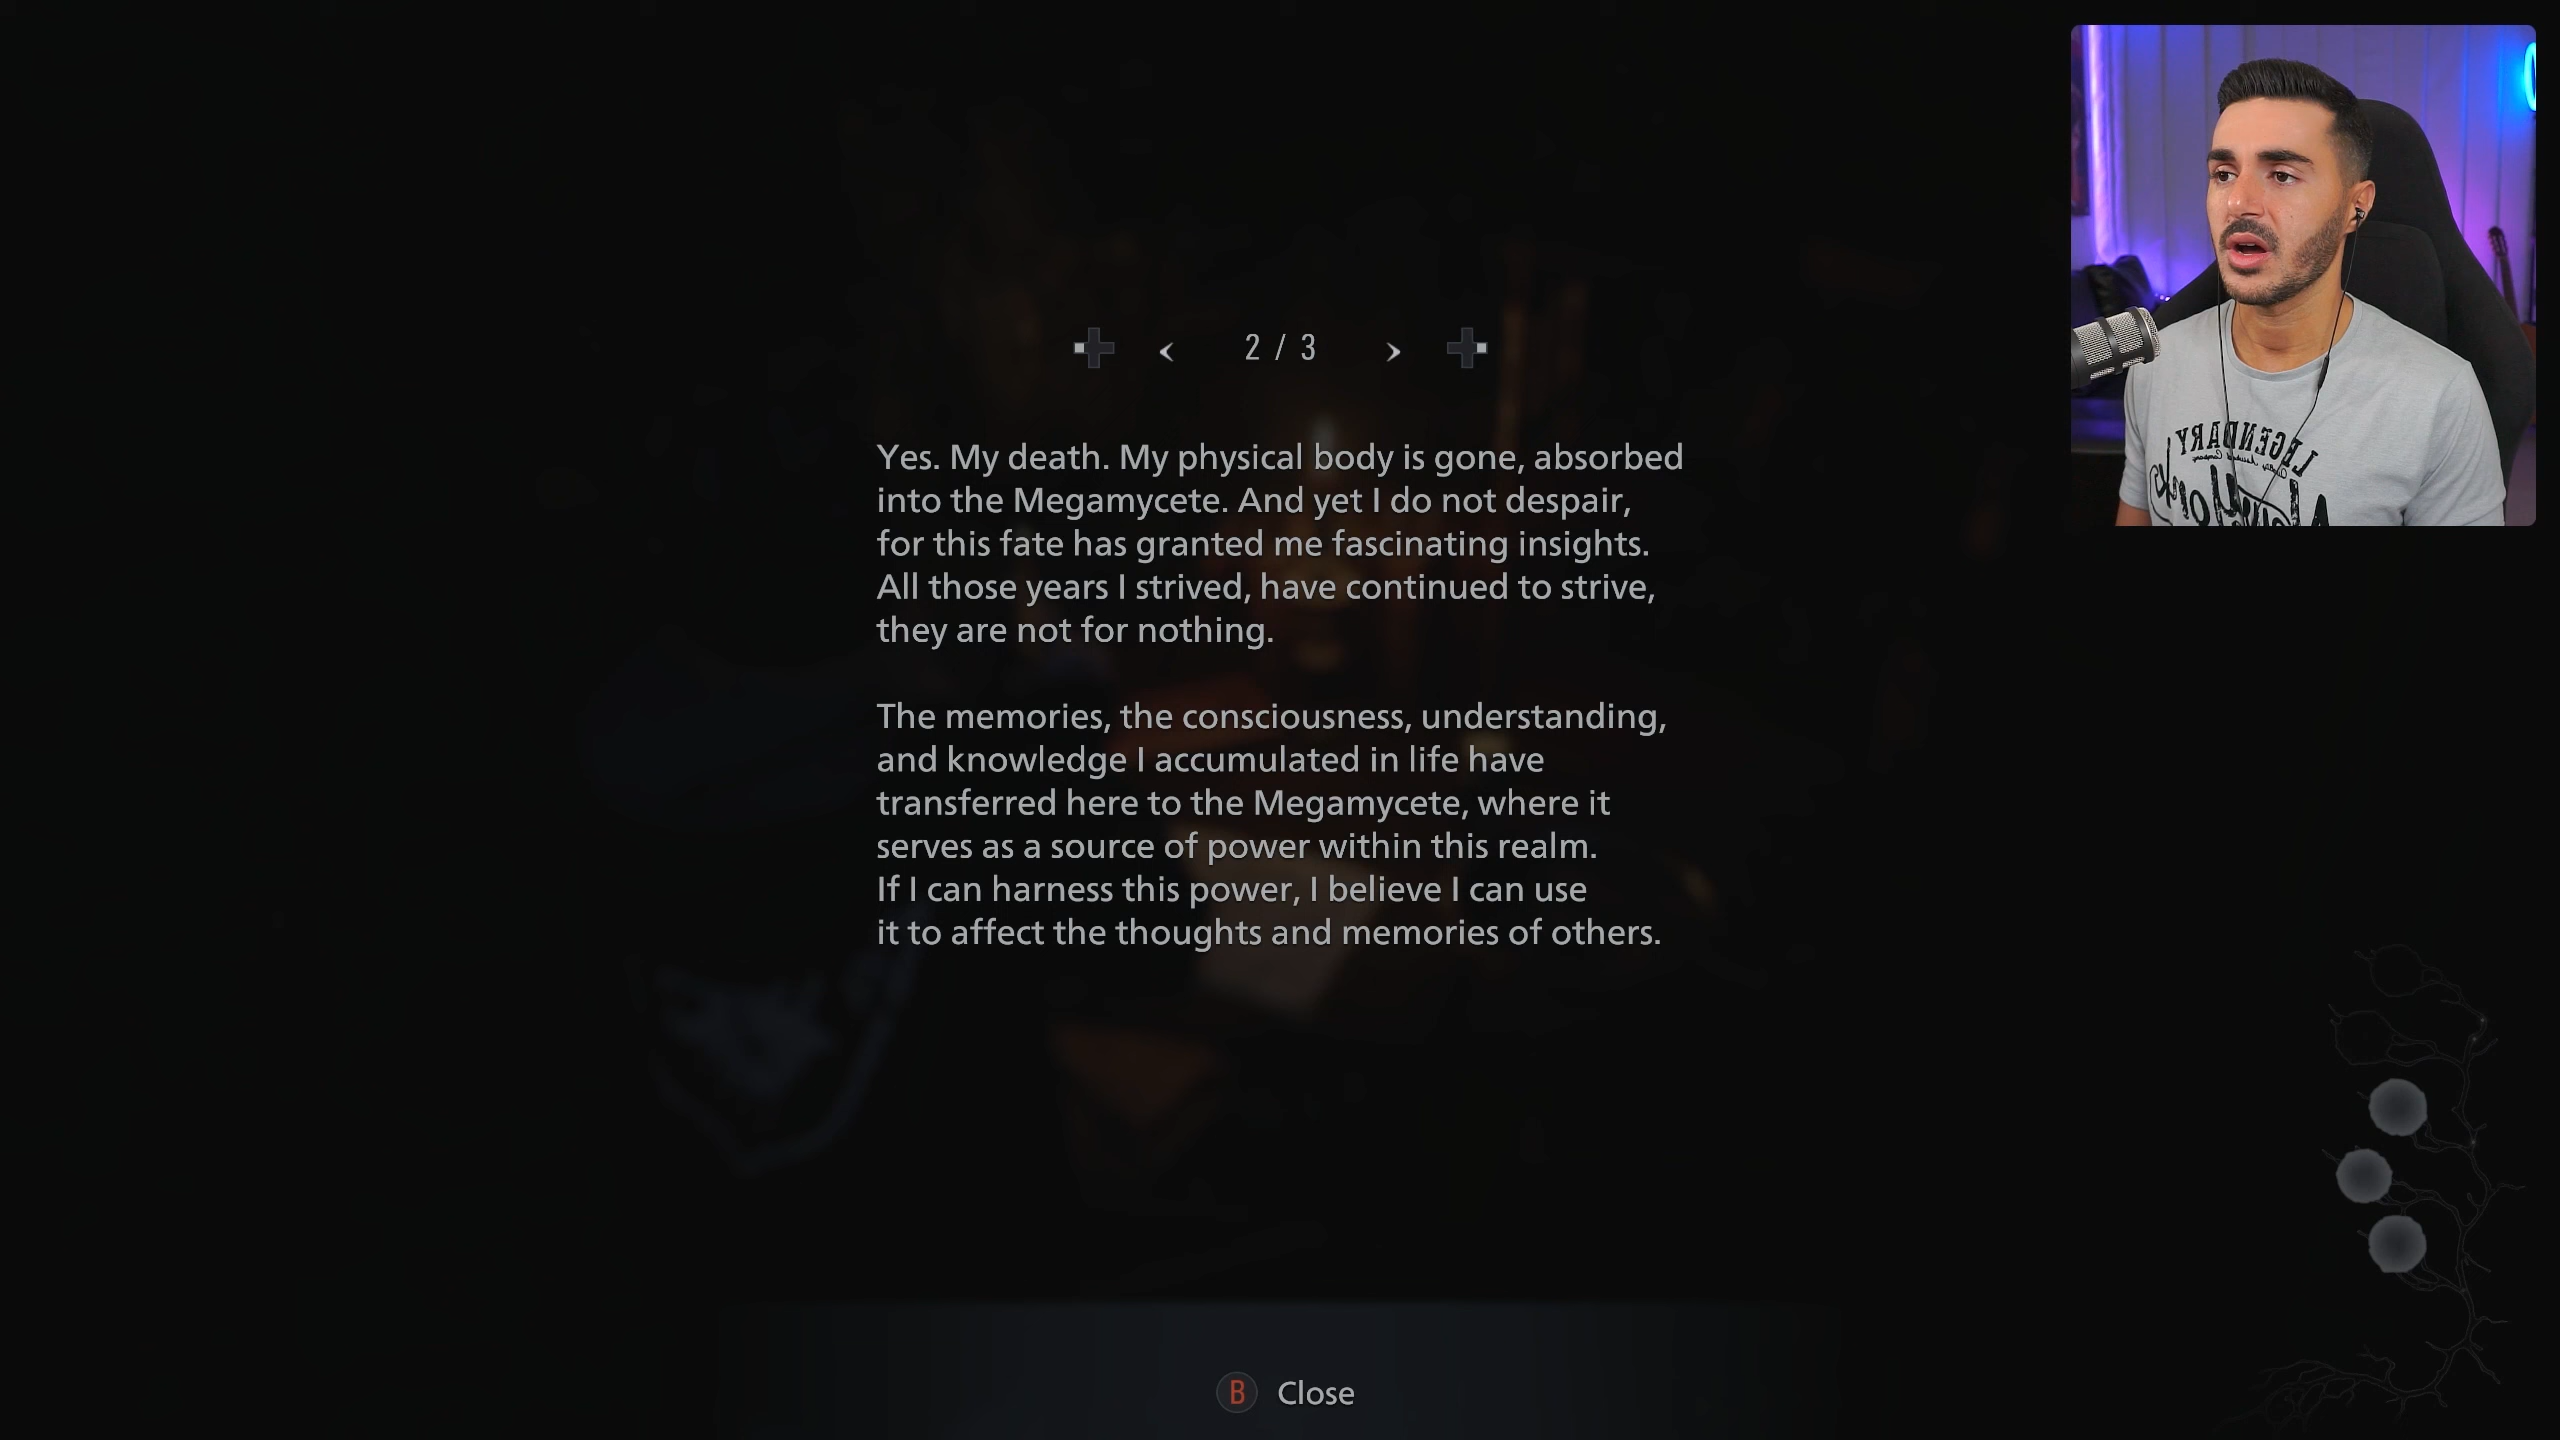 2 / 3
Yes. My death. My physical body is gone, absorbed
into the Megamycete. And yet I do not despair,
for this fate has granted me fascinating insights.
All those years I strived, have continued to strive,
they are not for nothing.
The memories, the consciousness, understanding,
and knowledge I accumulated in life have
transferred here to the Megamycete, where it
serves as a source of power within this realm.
If I can harness this power, I believe I can use
it to affect the thoughts and memories of others.
B Close
LEGENDARY